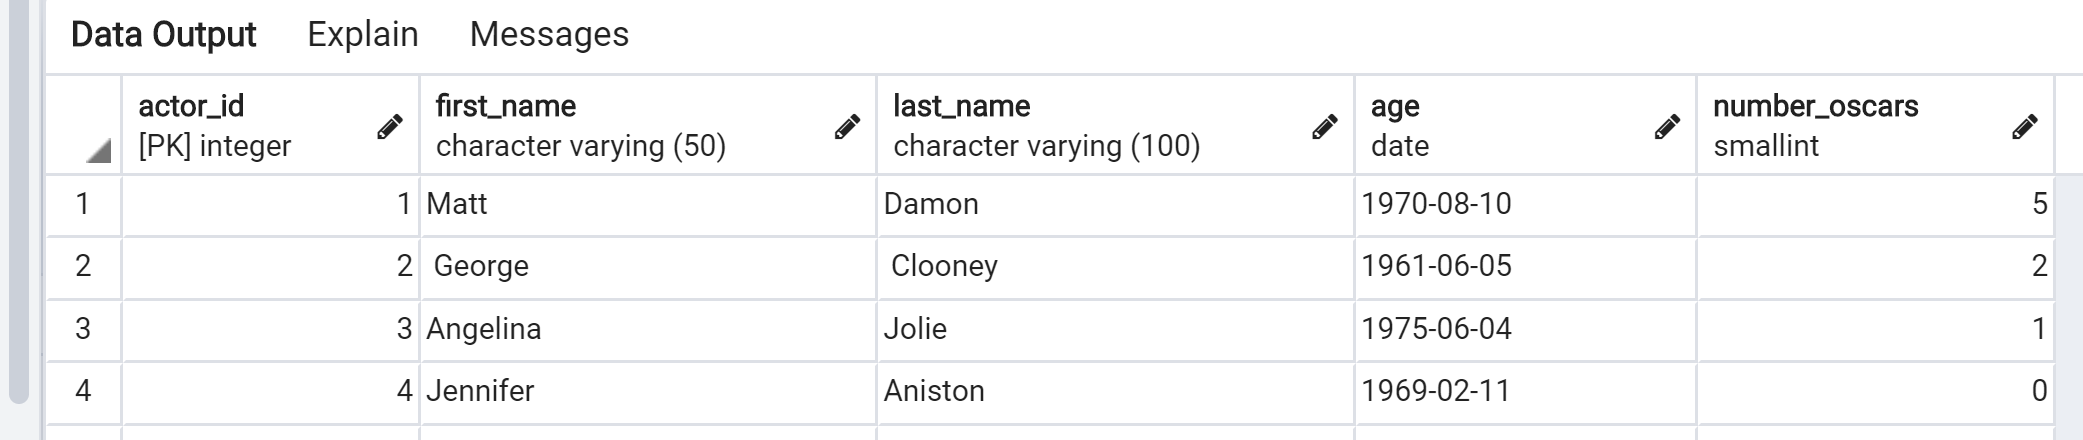 Data Output Explain Messages
actor_id first_name last_name age number_oscars
[PK] integer character varying (50) character varying (100) date smallint
1 1 Matt Damon 1970-08-10 5
2 2 George Clooney 1961-06-05 2
3 3 Angelina Jolie 1975-06-04 1
4 4 Jennifer Aniston 1969-02-11 0